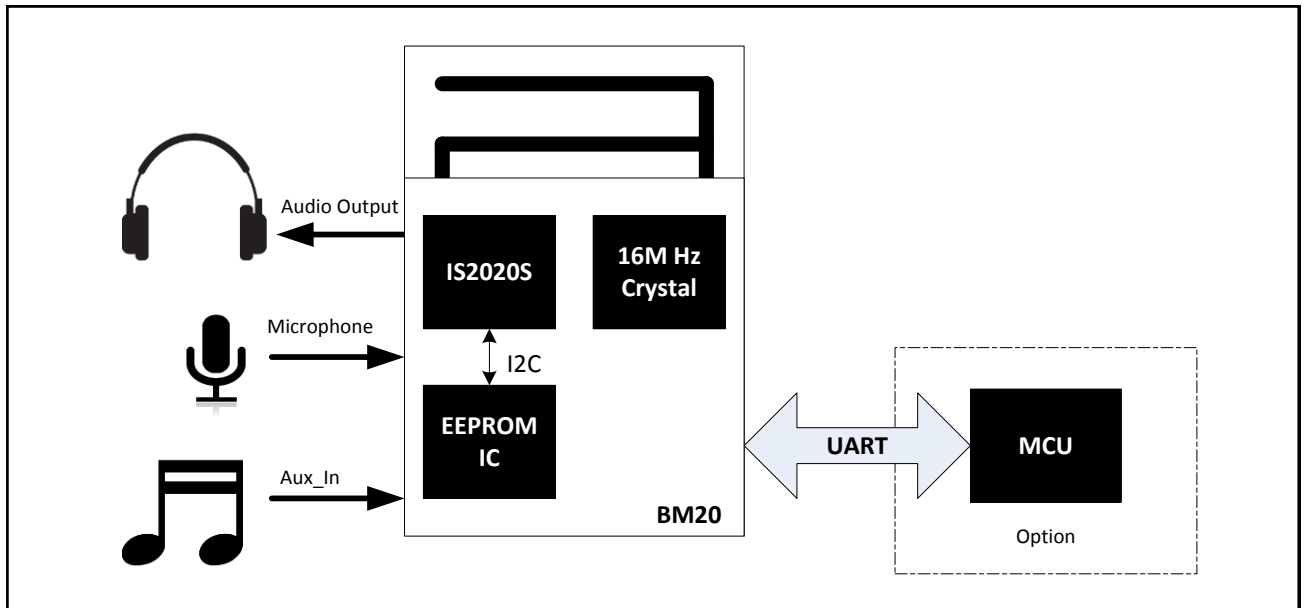 Audio Output
IS2020S
16M Hz
Crystal
Microphone
I2C
EEPROM
IC
UART
MCU
Aux_In
BM20
Option